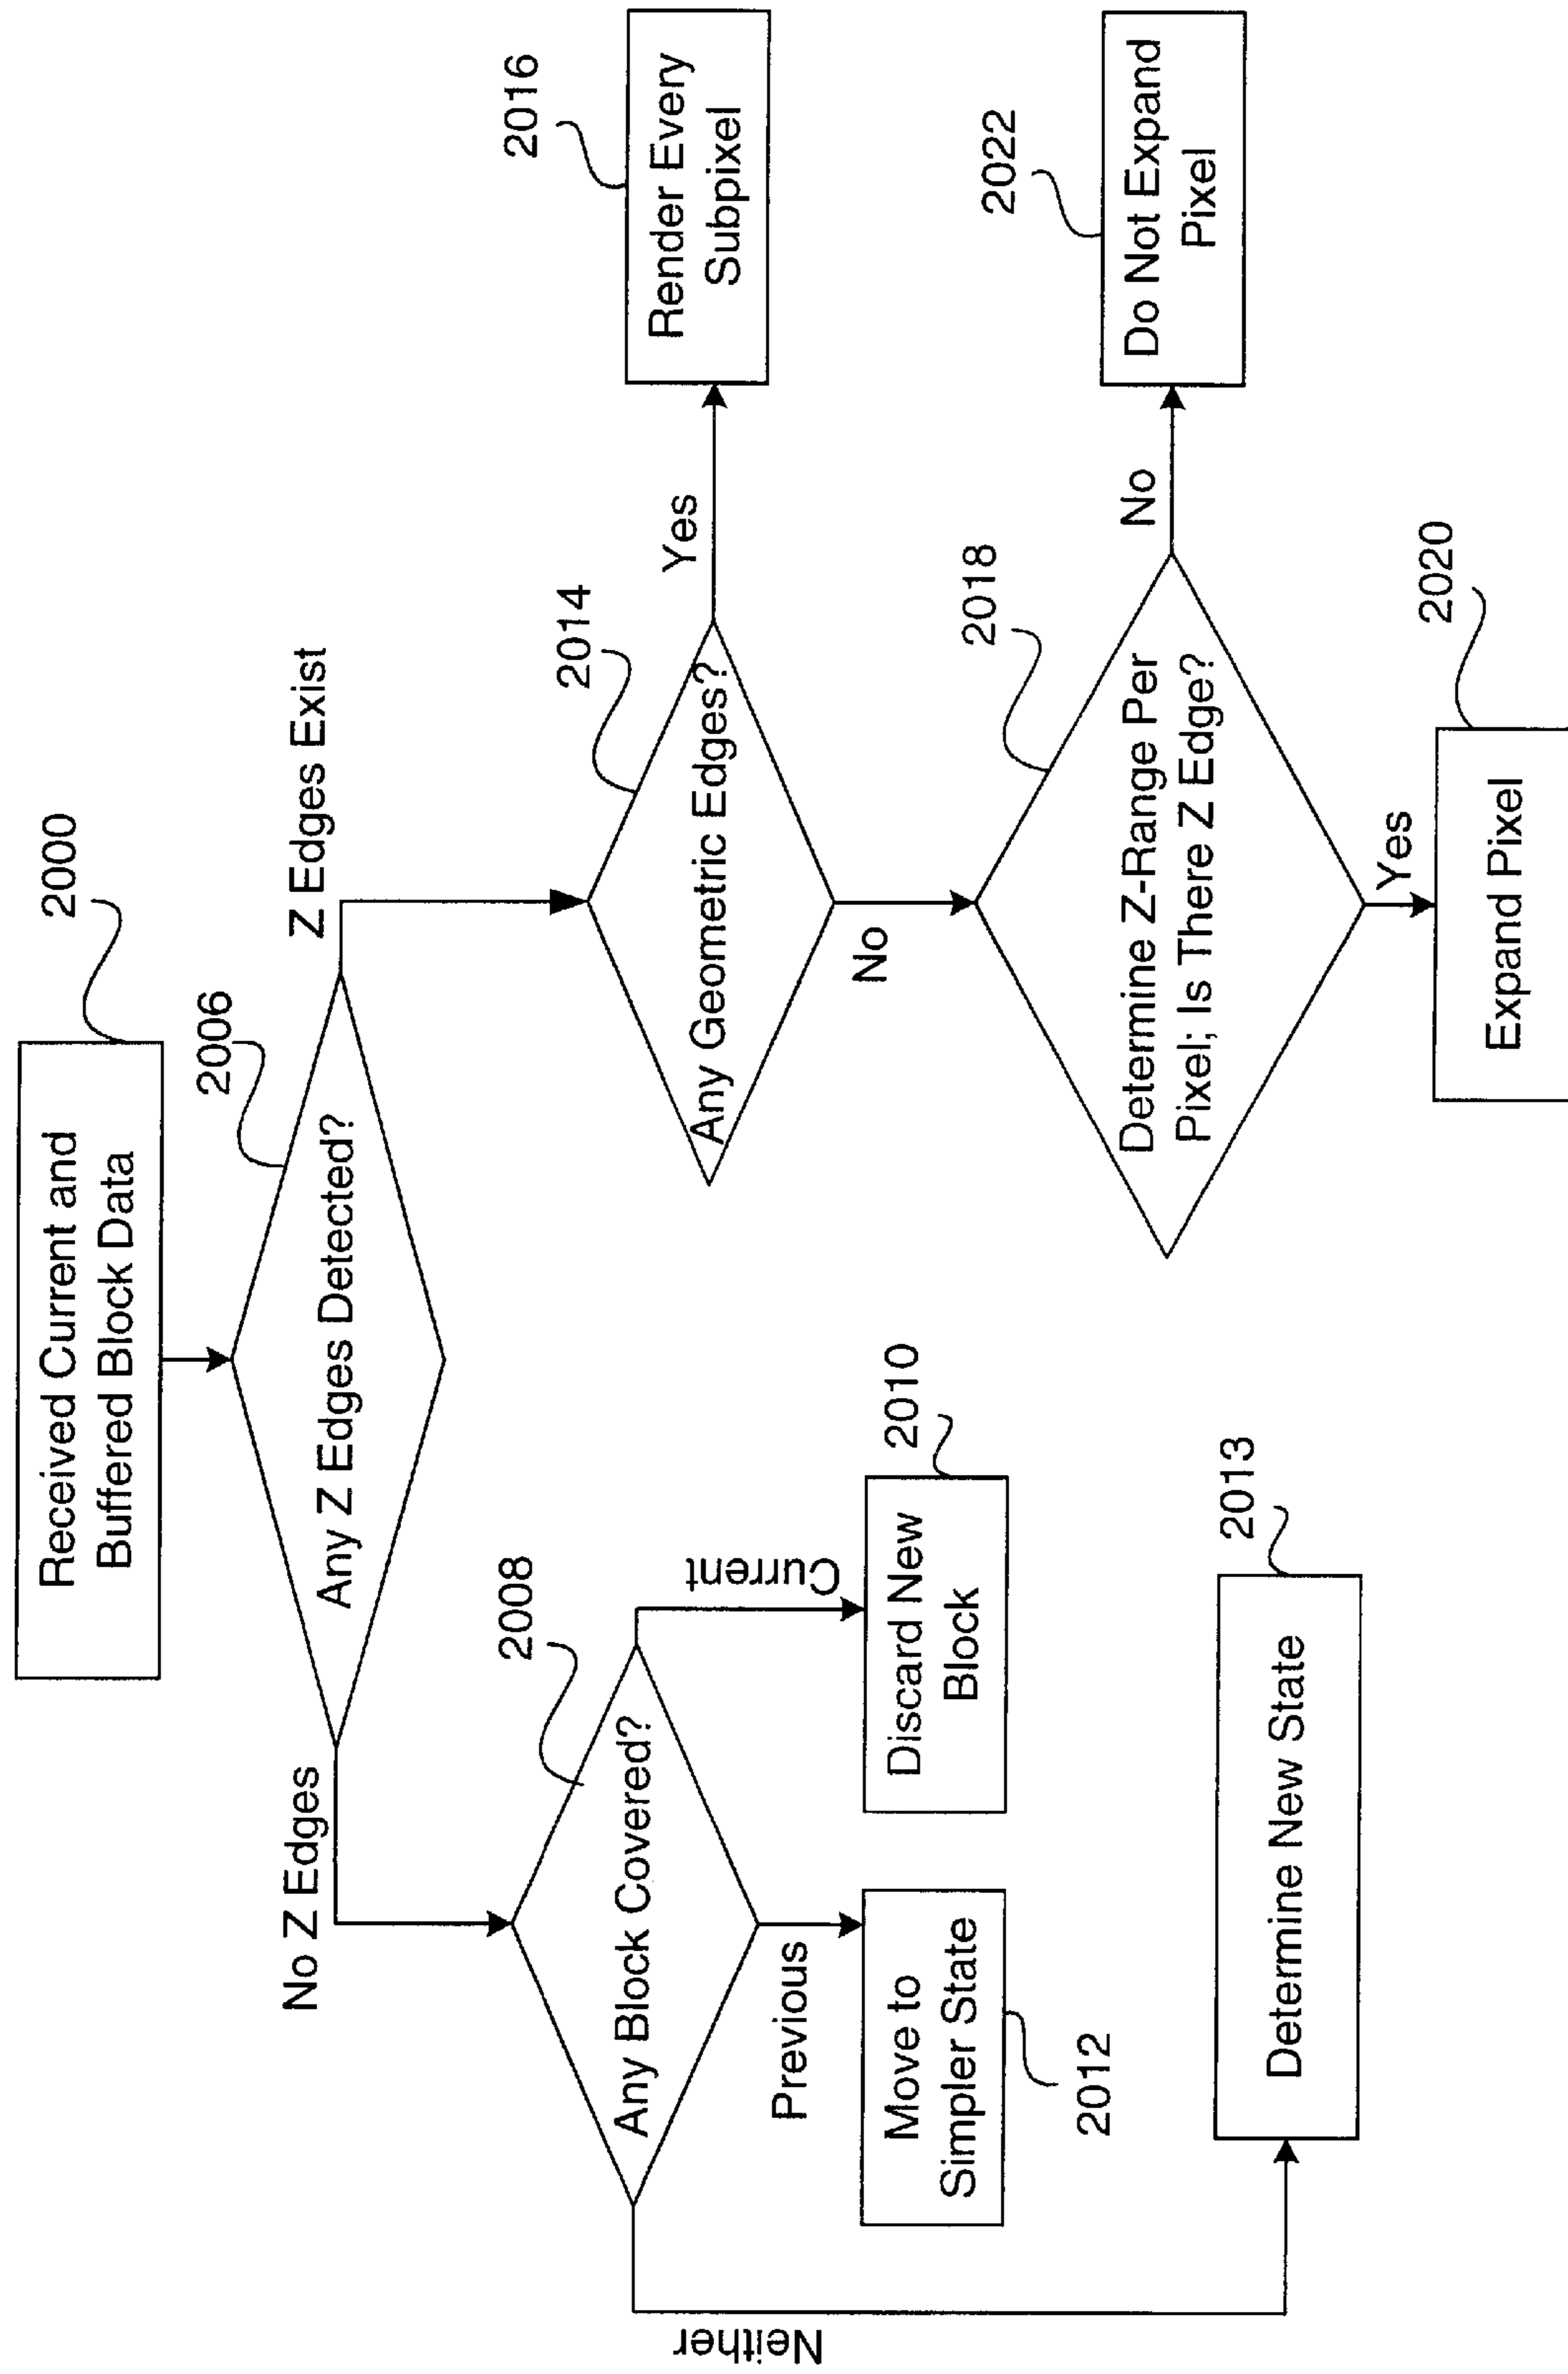 2000
Received Current and
Buffered Block Data
2006
Any Z Edges Detected?
No Z Edges
Z Edges Exist
2008
Any Block Covered?
Neither
Previous
Current
Move to
Simpler State
2012
Discard New
Block
2010
Determine New State
2013
2014
Any Geometric Edges?
Yes
2016
Render Every
Subpixel
No
2018
Determine Z-Range Per
Pixel; Is There Z Edge?
No
2022
Do Not Expand
Pixel
Yes
2020
Expand Pixel